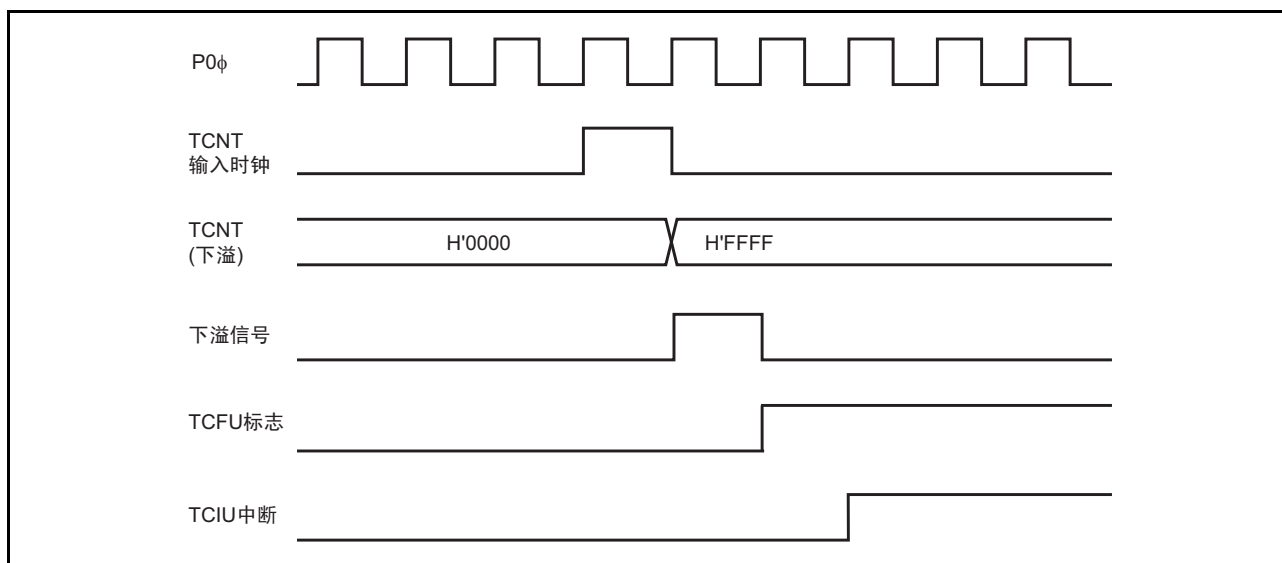 P0ϕ
TCNT
输入时钟
TCNT
(下溢)
H'0000
H'FFFF
下溢信号
TCFU标志
TCIU中断